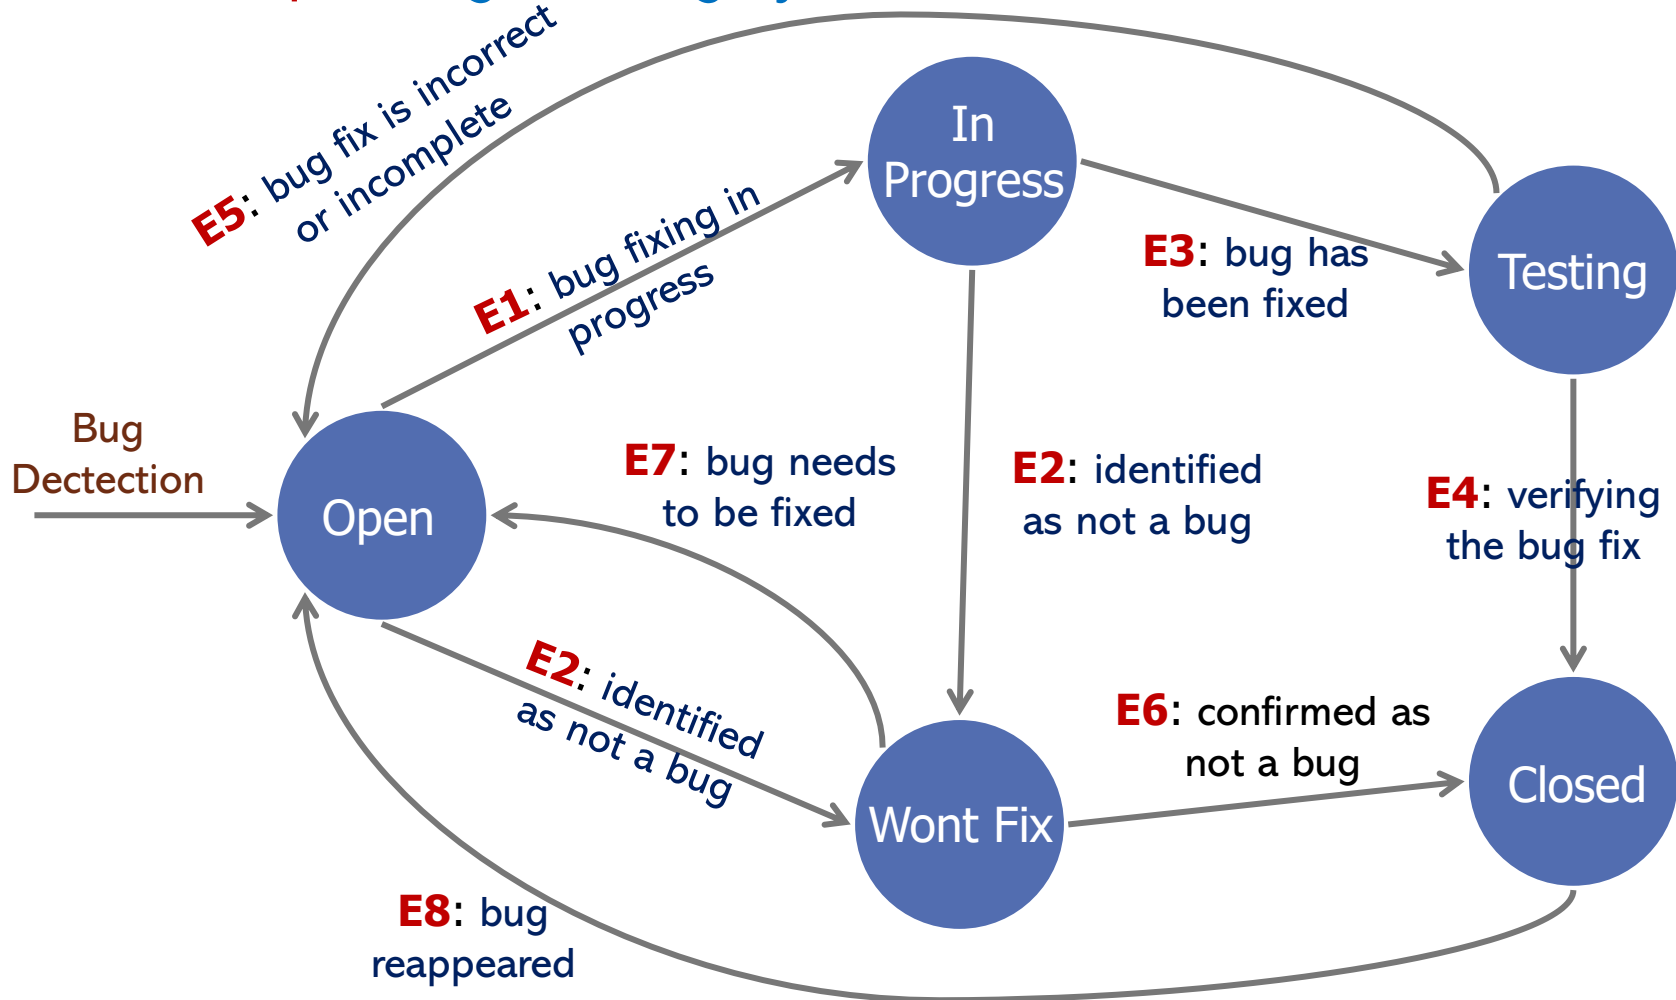 E5: bug fix is incorrect
or incomplete
In
Progress
E1: bug fixing in
progress
E3: bug has
been fixed
Testing
Bug
Dectection
Open
E7: bug needs
to be fixed
E2: identified
as not a bug
E4: verifying
the bug fix
E2: identified
as not a bug
E6: confirmed as
not a bug
Wont Fix
Closed
E8: bug
reappeared